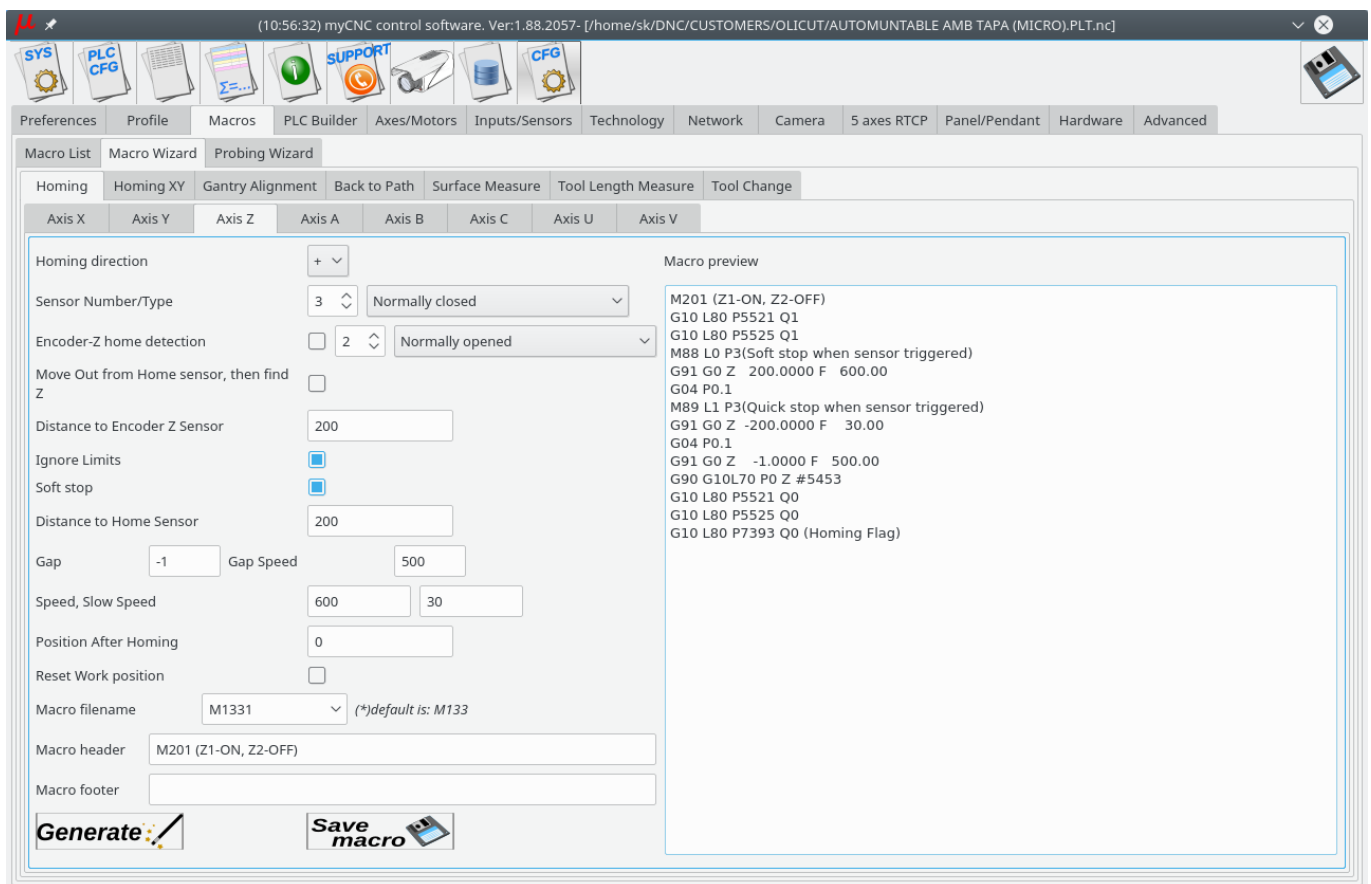 (10:56:32) myCNC control software. Ver:1.88.2057- [/home/sk/DNC/CUSTOMERS/OLICUT/AUTOMUNTABLE AMB TAPA (MICRO).PLT.nc]
SYS PLC CFG Σ=... i SUPPORT CFG
Preferences Profile Macros PLC Builder Axes/Motors Inputs/Sensors Technology Network Camera 5 axes RTCP Panel/Pendant Hardware Advanced
Macro List Macro Wizard Probing Wizard
Homing Homing XY Gantry Alignment Back to Path Surface Measure Tool Length Measure Tool Change
Axis X Axis Y Axis Z Axis A Axis B Axis C Axis U Axis V
Homing direction +
Sensor Number/Type 3 Normally closed
Encoder-Z home detection 2 Normally opened
Move Out from Home sensor, then find
Z
Distance to Encoder Z Sensor 200
Ignore Limits
Soft stop
Distance to Home Sensor 200
Gap -1 Gap Speed 500
Speed, Slow Speed 600 30
Position After Homing 0
Reset Work position
Macro filename M1331 (*)default is: M133
Macro header M201 (Z1-ON, Z2-OFF)
Macro footer
Generate Save
macro
Macro preview
M201 (Z1-ON, Z2-OFF)
G10 L80 P5521 Q1
G10 L80 P5525 Q1
M88 L0 P3(Soft stop when sensor triggered)
G91 G0 Z 200.0000 F 600.00
G04 P0.1
M89 L1 P3(Quick stop when sensor triggered)
G91 G0 Z -200.0000 F 30.00
G04 P0.1
G91 G0 Z -1.0000 F 500.00
G90 G10L70 P0 Z #5453
G10 L80 P5521 Q0
G10 L80 P5525 Q0
G10 L80 P7393 Q0 (Homing Flag)